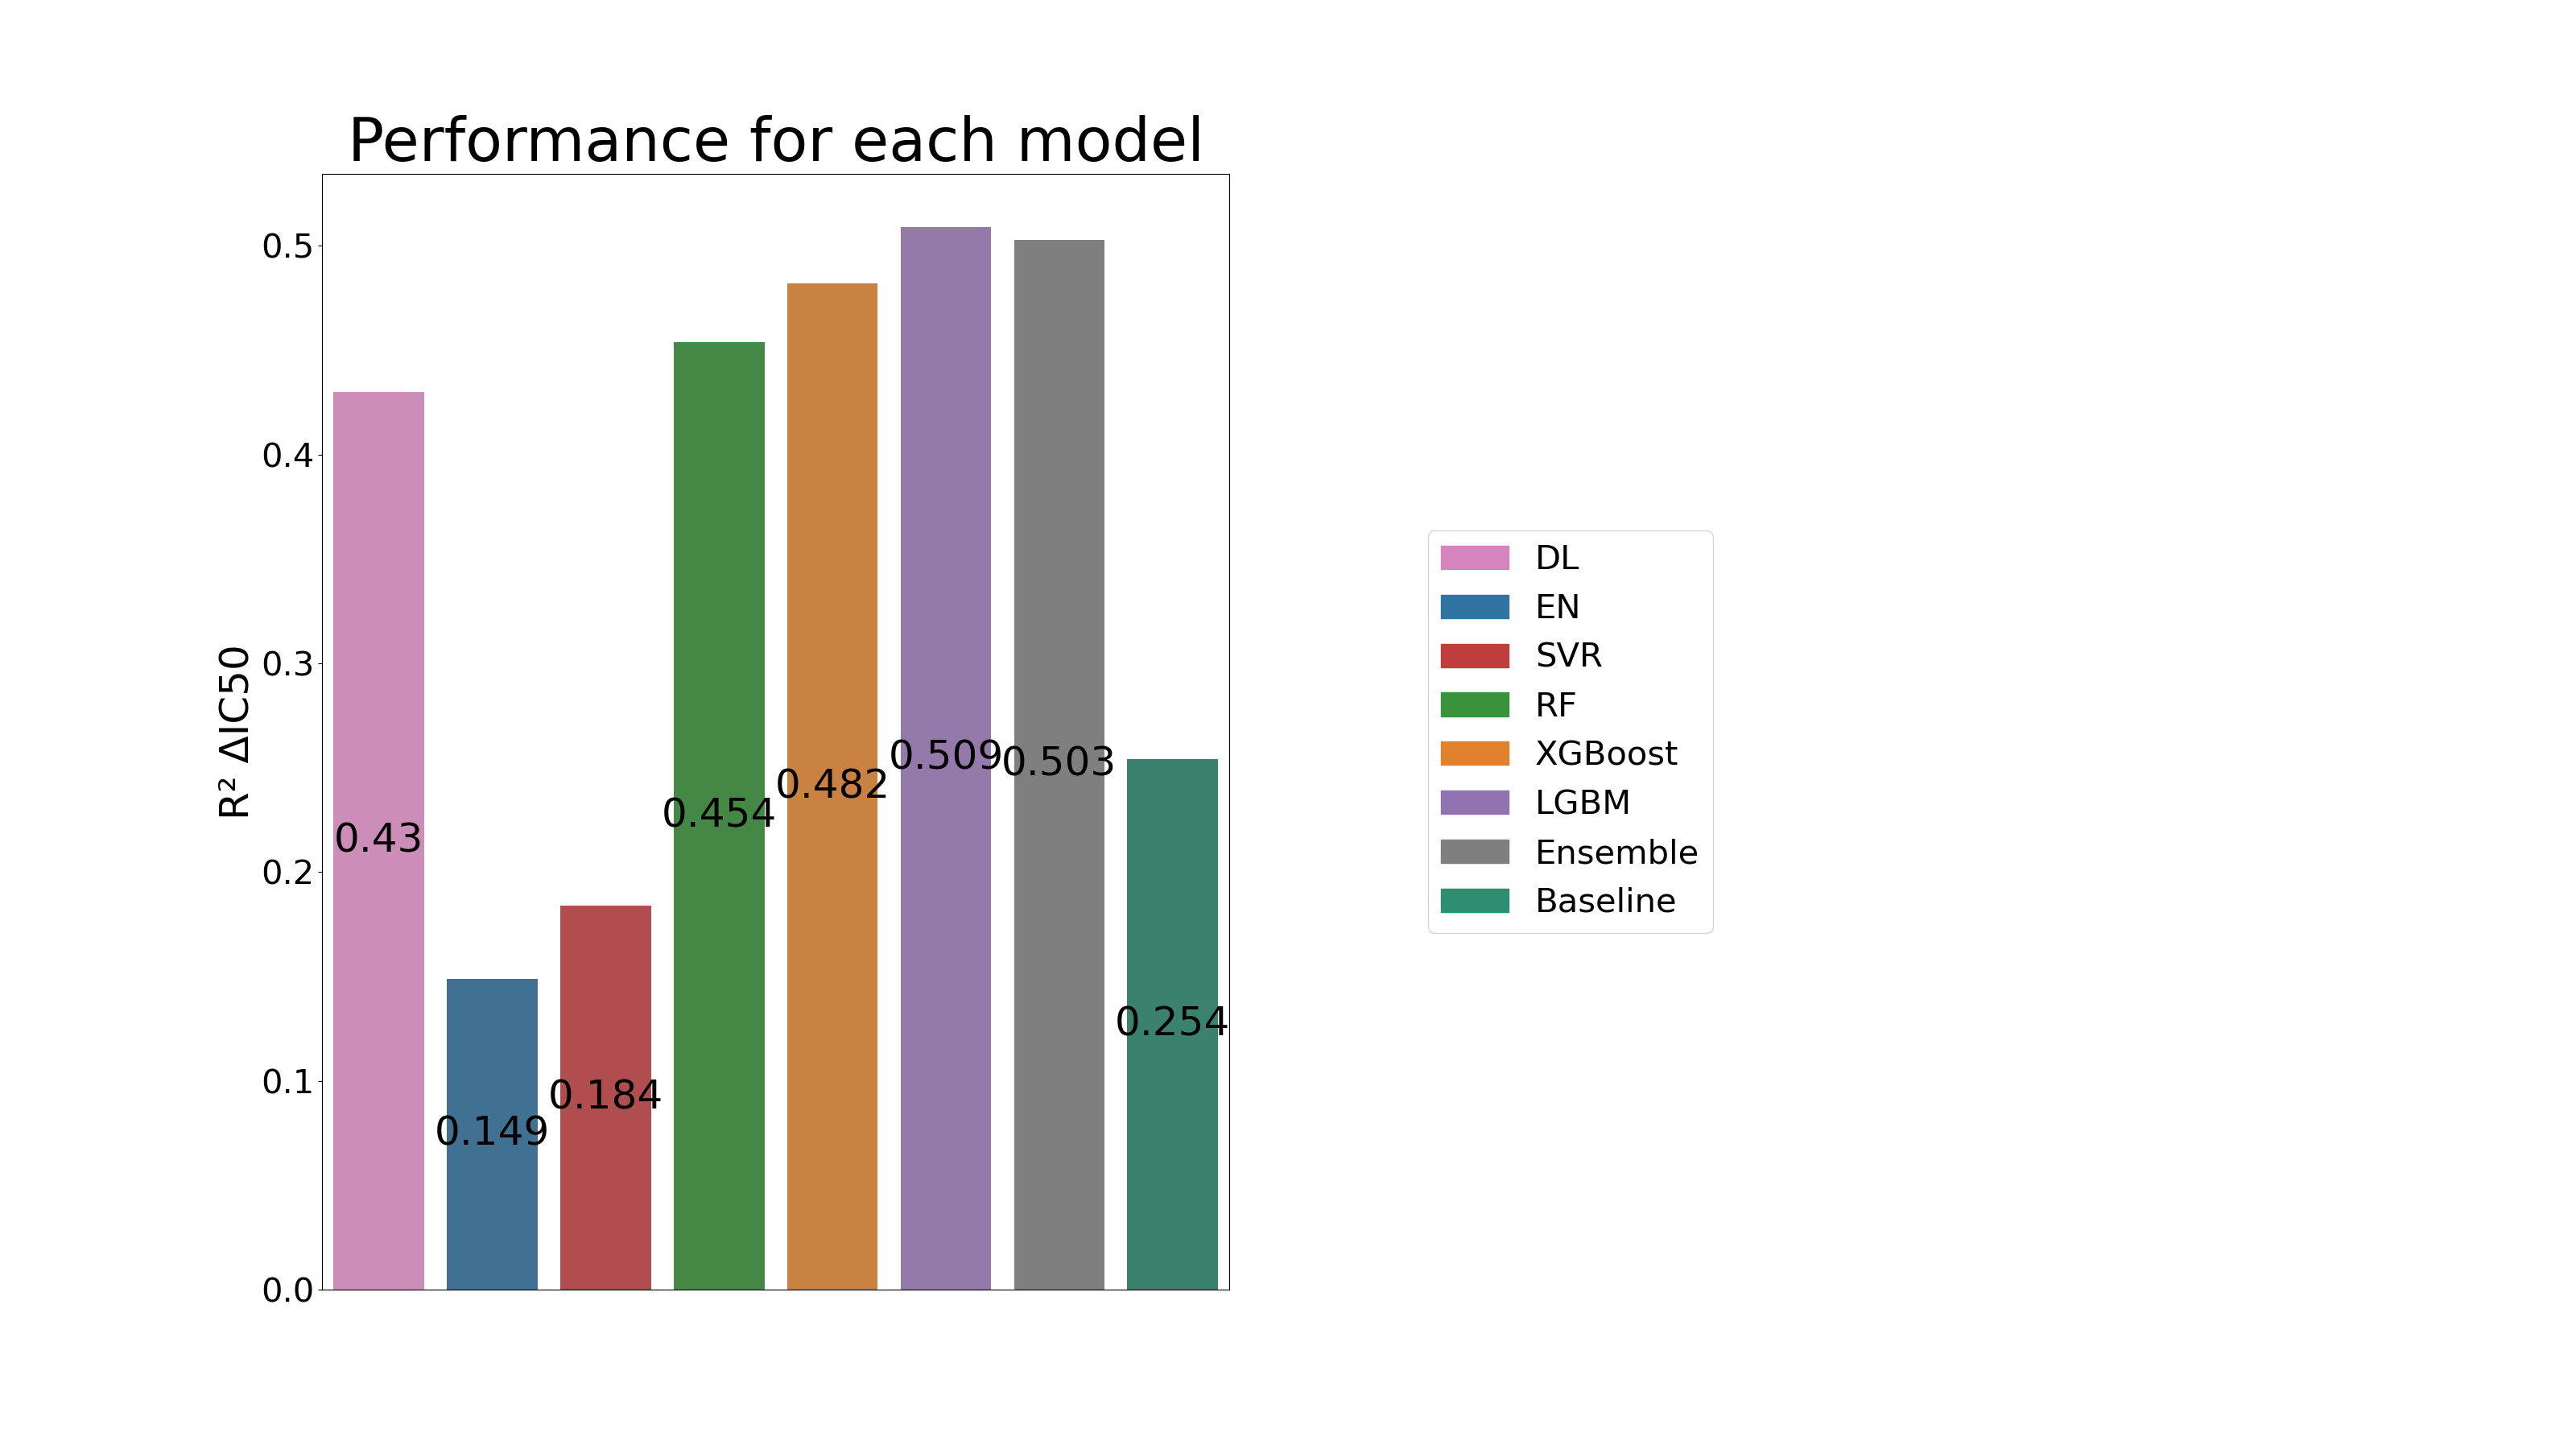 Performance for each model
R² ΔIC50
0.5
0.4
0.3
0.2
0.1
0.0
0.43
0.149
0.184
0.454
0.482
0.509
0.503
0.254
DL
EN
SVR
RF
XGBoost
LGBM
Ensemble
Baseline